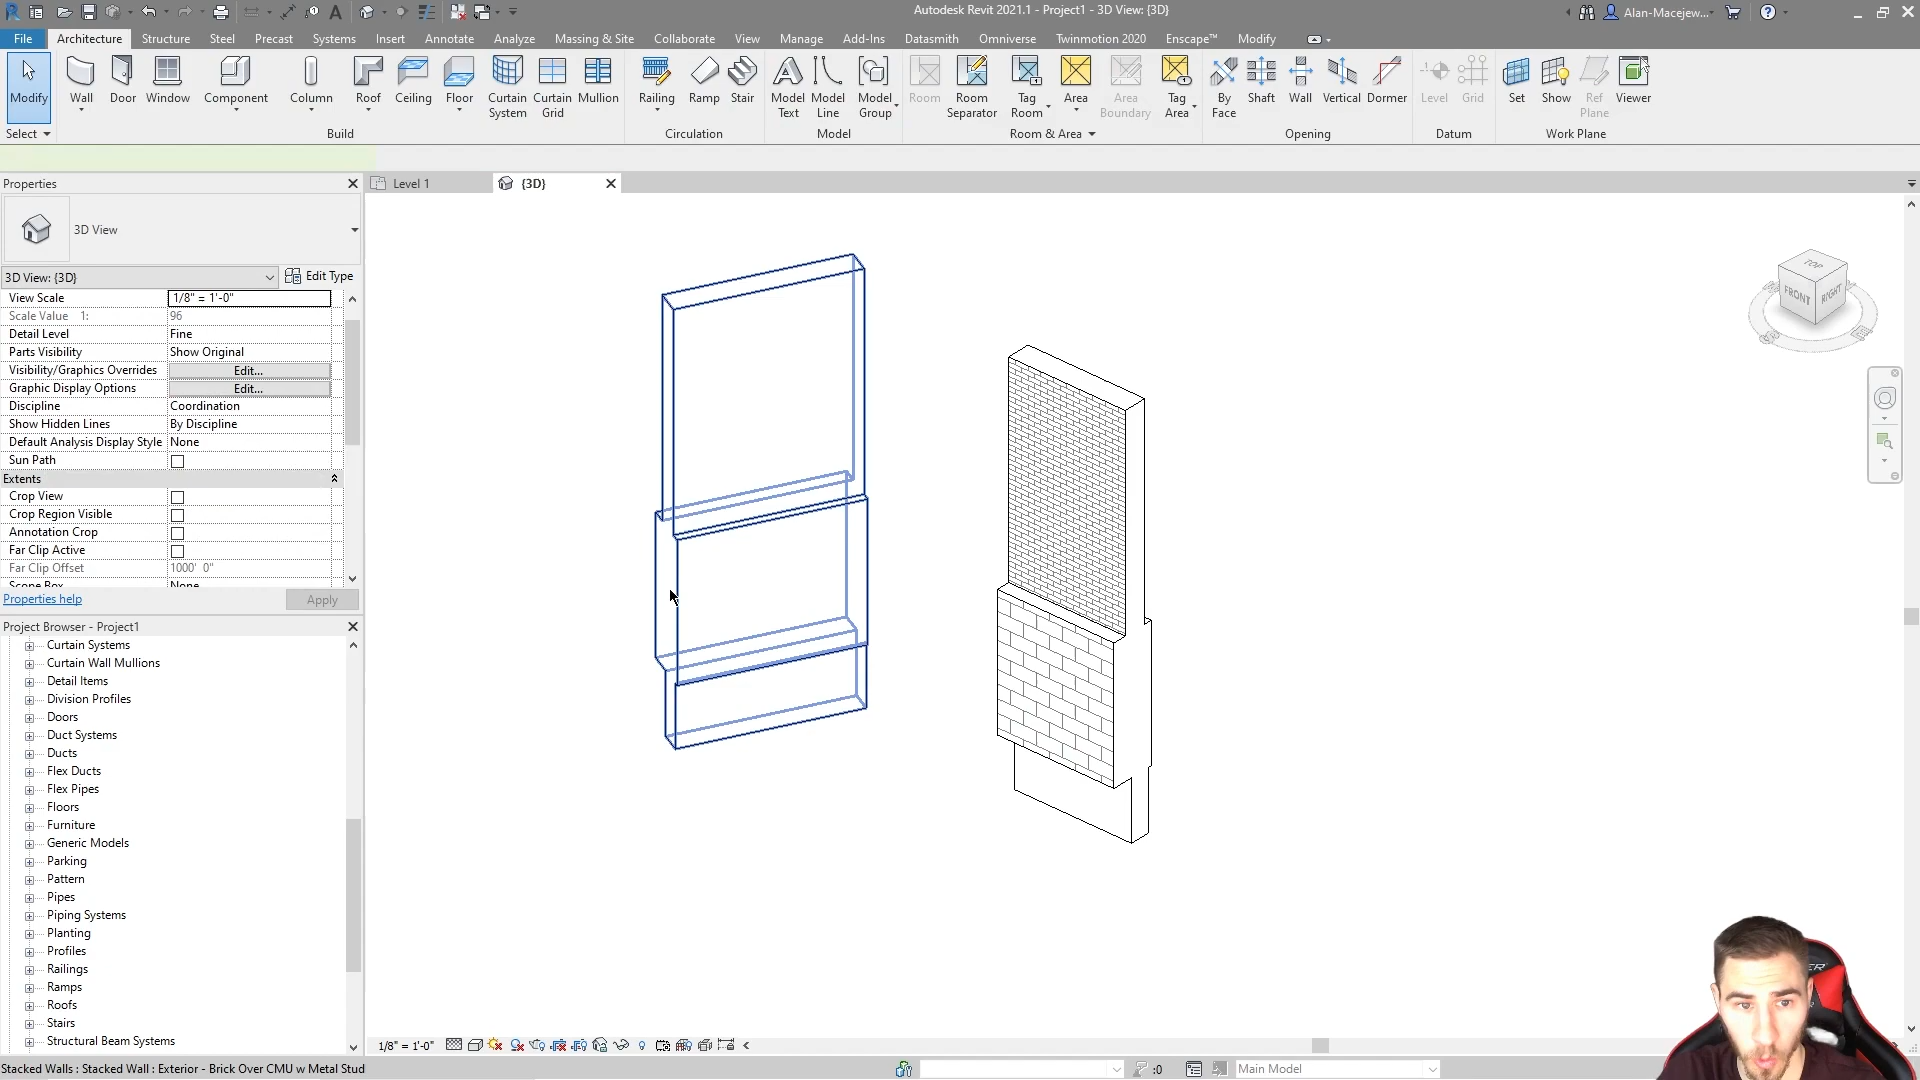 Autodesk Revit 2021.1 - Project1 - 3D View: {3D}
Alan-Macejew...
File Architecture Structure Steel Precast Systems Insert Annotate Analyze Massing & Site Collaborate View Manage Add-Ins Datasmith Omniverse Twinmotion 2020 Enscape™ Modify
Modify Wall Door Window Component Column Roof Ceiling Floor Curtain System Curtain Grid Mullion Railing Ramp Stair Model Text Model Line Model Group Room Room Separator Tag Room Area Area Boundary Tag Area By Face Shaft Wall Vertical Dormer Level Grid Set Show Ref Plane Viewer
Select Build Circulation Model Room & Area Opening Datum Work Plane
Properties
Level 1
{3D}
3D View
3D View: {3D}
Edit Type
View Scale 1/8" = 1'-0"
Scale Value 1: 96
Detail Level Fine
Parts Visibility Show Original
Visibility/Graphics Overrides Edit...
Graphic Display Options Edit...
Discipline Coordination
Show Hidden Lines By Discipline
Default Analysis Display Style None
Sun Path
Extents
Crop View
Crop Region Visible
Annotation Crop
Far Clip Active
Far Clip Offset 1000' 0"
Scope Box None
Properties help
Apply
Project Browser - Project1
Curtain Systems
Curtain Wall Mullions
Detail Items
Division Profiles
Doors
Duct Systems
Ducts
Flex Ducts
Flex Pipes
Floors
Furniture
Generic Models
Parking
Pattern
Pipes
Piping Systems
Planting
Profiles
Railings
Ramps
Roofs
Stairs
Structural Beam Systems
TOP
FRONT
RIGHT
1/8" = 1'-0"
Stacked Walls : Stacked Wall : Exterior - Brick Over CMU w Metal Stud
:0
Main Model